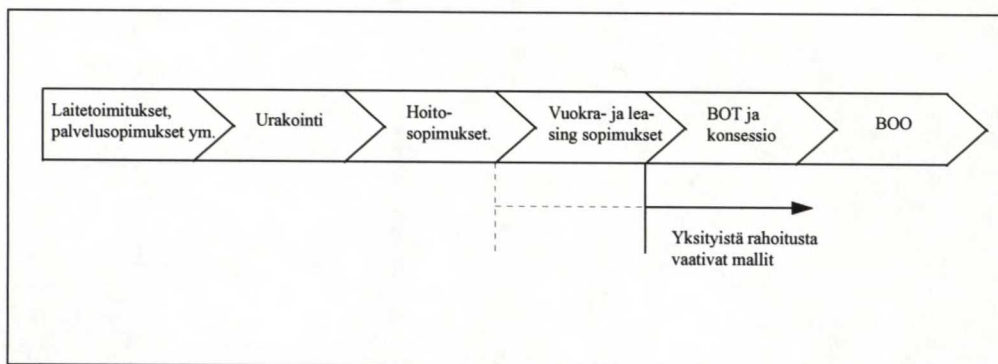 Laitetoimitukset,
palvelusopimukset ym.
Urakointi
Hoito-
sopimukset.
Vuokra- ja lea-
sing sopimukset
BOT ja
konsessio
BOO
Yksityistä rahoitusta
vaativat mallit